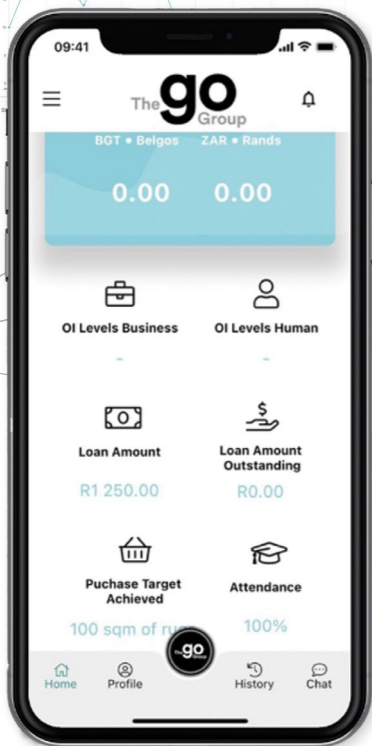 09:41
The go Group
BGT • Belgos ZAR • Rands
0.00 0.00
OI Levels Business OI Levels Human
- -
Loan Amount Loan Amount
Outstanding
R1 250.00 R0.00
Puchase Target
Achieved
Attendance
100 sqm of 100%
The go Group
Home Profile History Chat